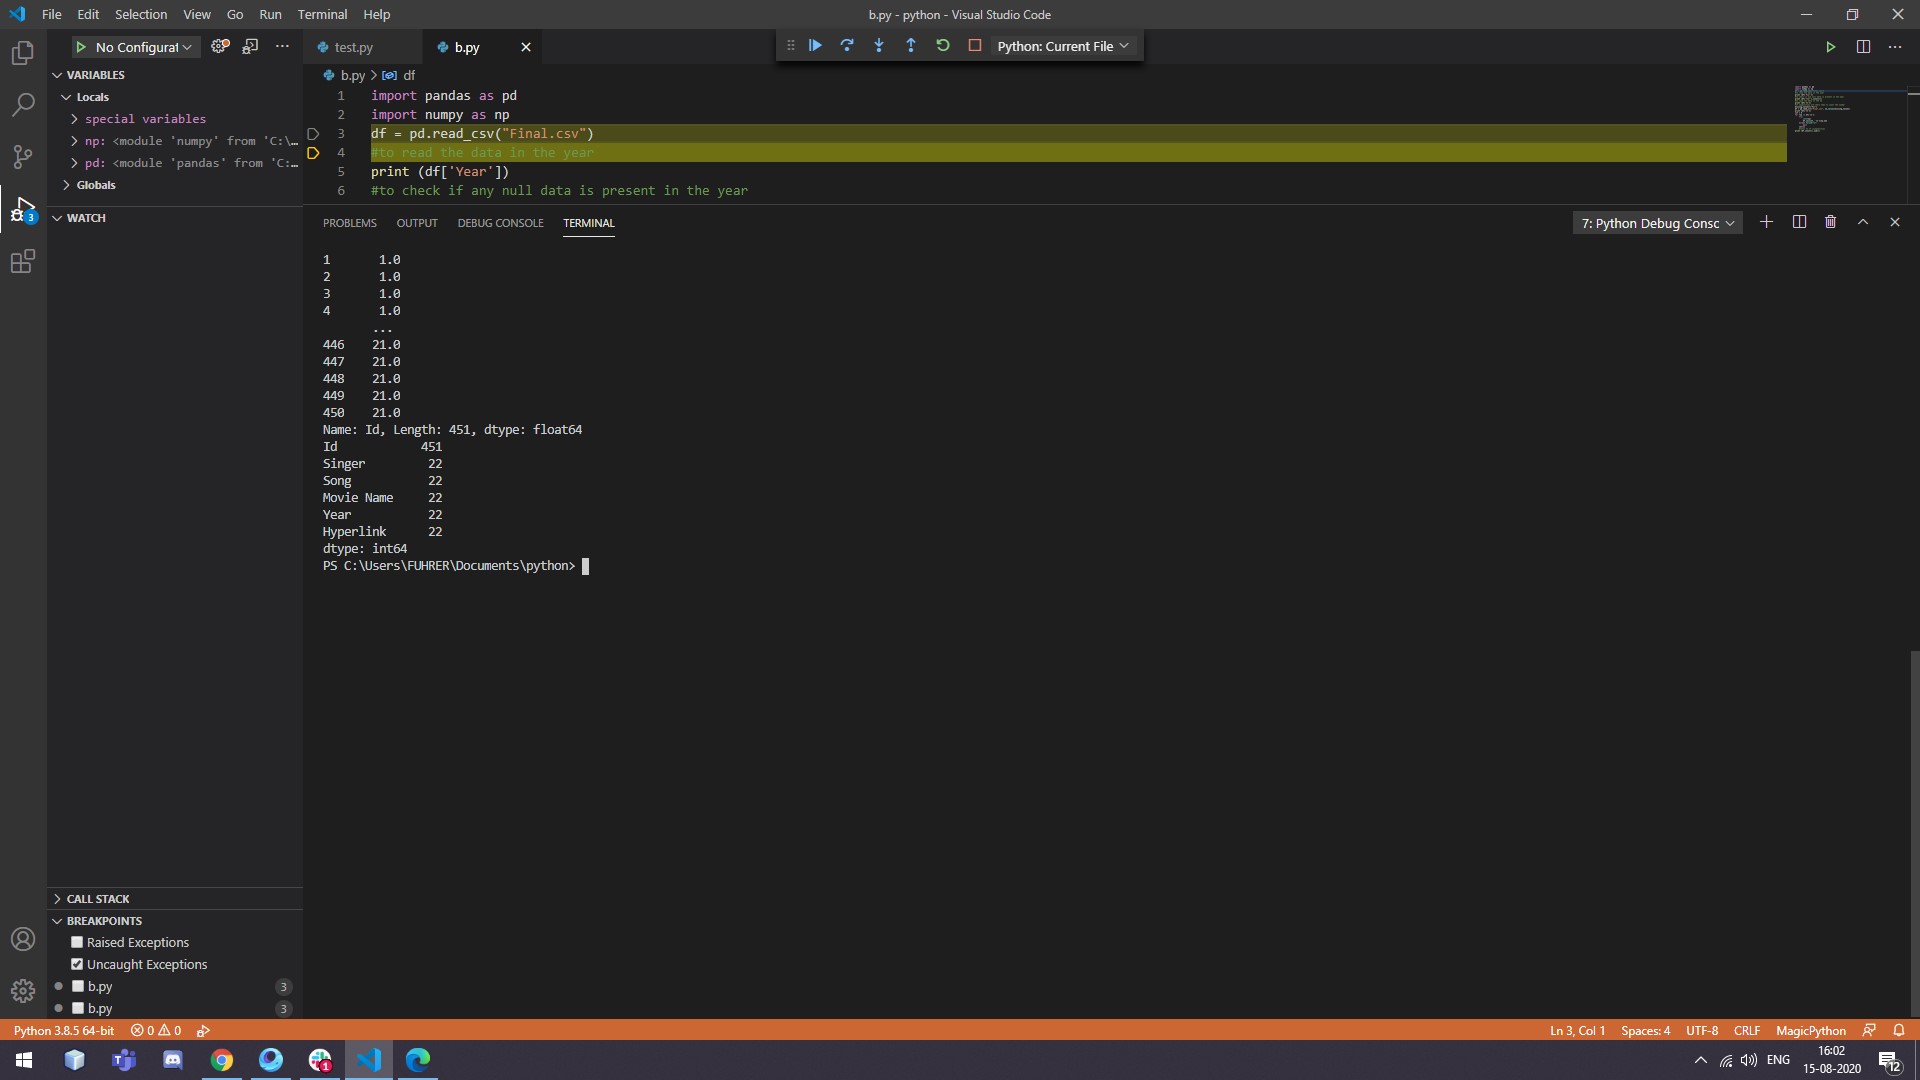 File Edit Selection View Go Run Terminal Help
b.py - python - Visual Studio Code
No Configurat
test.py
b.py
Python: Current File
VARIABLES
Locals
special variables
np: <module 'numpy' from 'C:\…
pd: <module 'pandas' from 'C:…
Globals
WATCH
b.py > df
1 import pandas as pd
2 import numpy as np
3 df = pd.read_csv("Final.csv")
4 #to read the data in the year
5 print (df['Year'])
6 #to check if any null data is present in the year
PROBLEMS OUTPUT DEBUG CONSOLE TERMINAL
7: Python Debug Consc
1 1.0
2 1.0
3 1.0
4 1.0
...
446 21.0
447 21.0
448 21.0
449 21.0
450 21.0
Name: Id, Length: 451, dtype: float64
Id 451
Singer 22
Song 22
Movie Name 22
Year 22
Hyperlink 22
dtype: int64
PS C:\Users\FUHRER\Documents\python>
3
CALL STACK
BREAKPOINTS
Raised Exceptions
Uncaught Exceptions
b.py 3
b.py 3
Python 3.8.5 64-bit 0 0
Ln 3, Col 1 Spaces: 4 UTF-8 CRLF MagicPython
1
ENG
16:02
15-08-2020
12